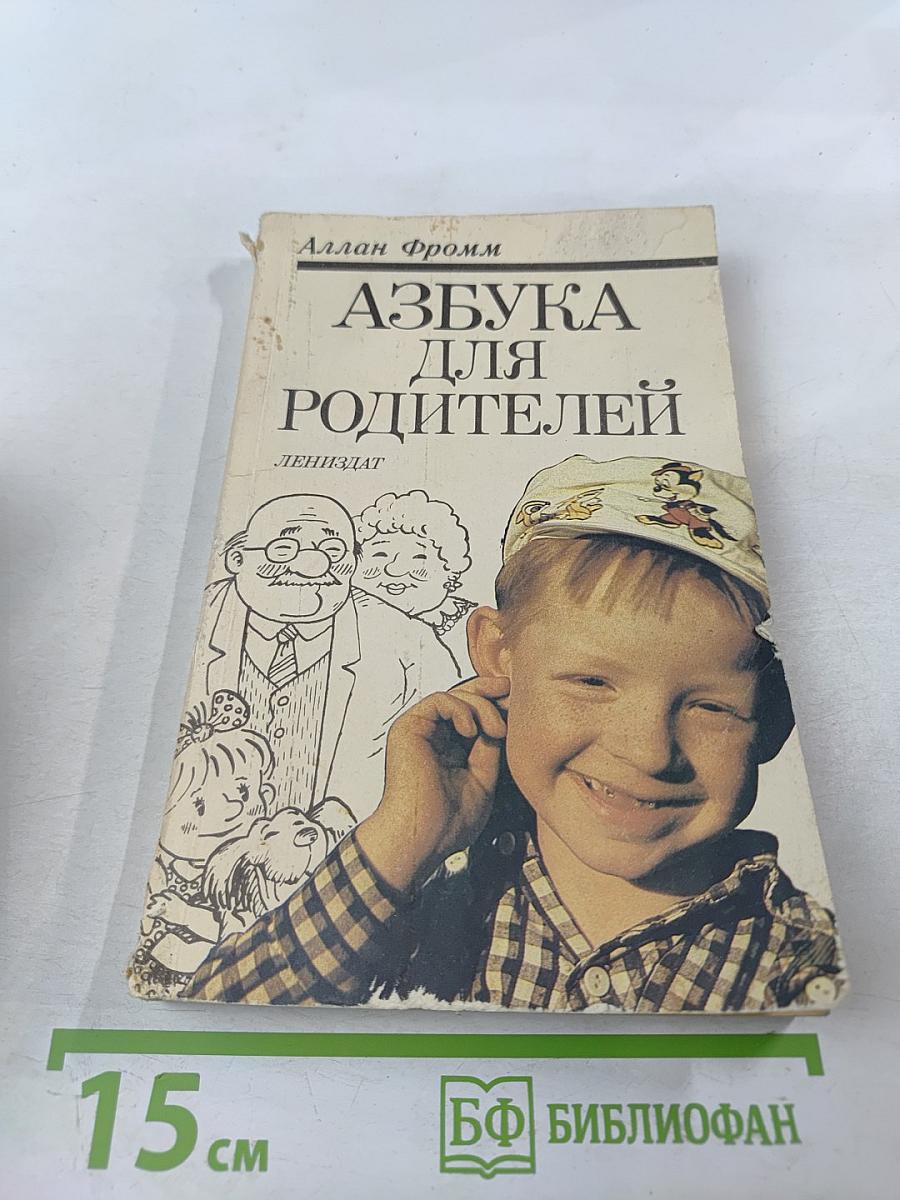 Аллан Фромм
АЗБУКА
ДЛЯ
РОДИТЕЛЕЙ
ЛЕНИЗДАТ
15 см
БФ БИБЛИОФАН